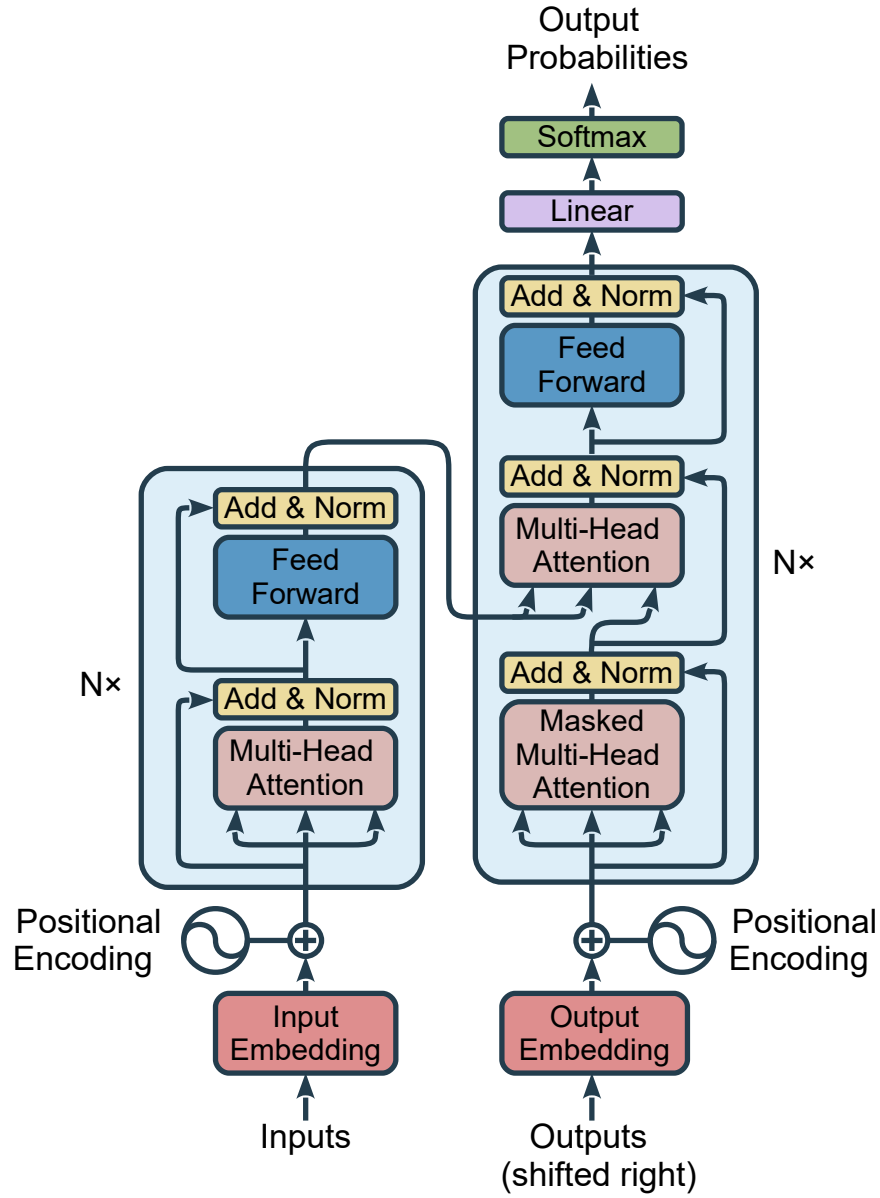 Output
Probabilities
Softmax
Linear
Add & Norm
Feed
Forward
Add & Norm
Multi-Head
Attention
N×
Add & Norm
Masked
Multi-Head
Attention
Add & Norm
Feed
Forward
N×
Add & Norm
Multi-Head
Attention
Positional
Encoding
Positional
Encoding
Input
Embedding
Output
Embedding
Inputs
Outputs
(shifted right)